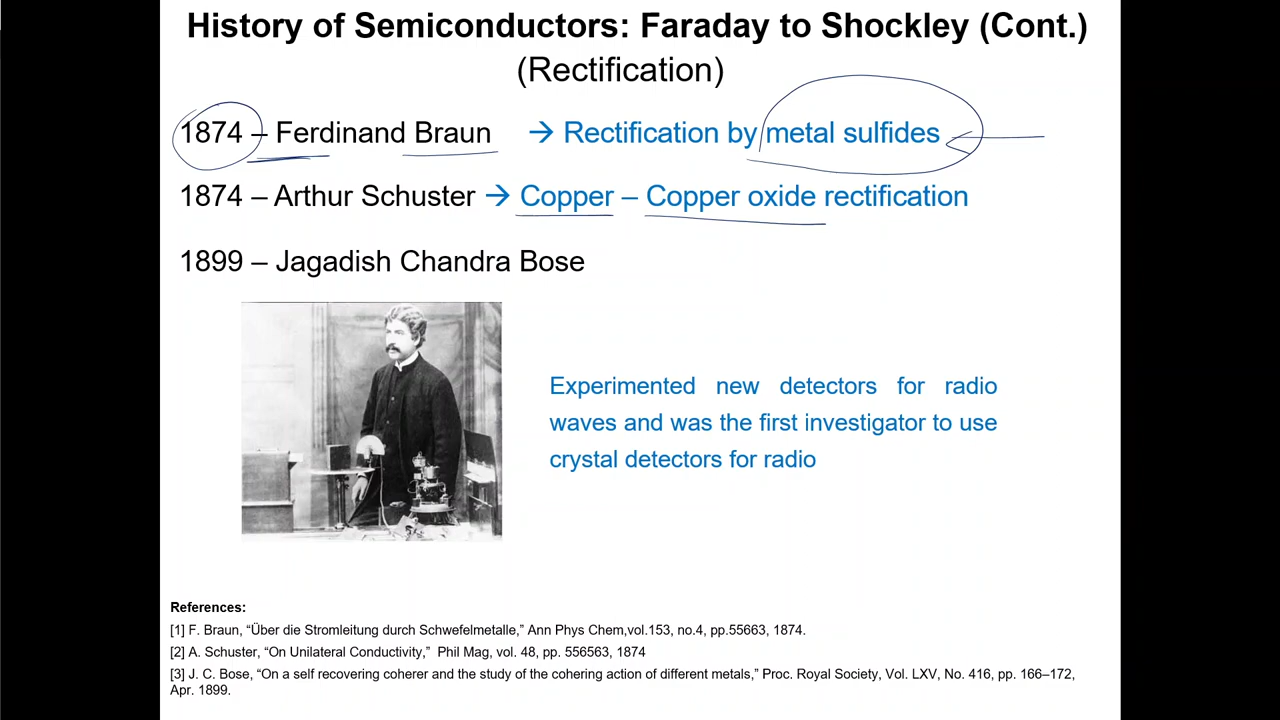 History of Semiconductors: Faraday to Shockley (Cont.)
(Rectification)
1874 – Ferdinand Braun → Rectification by metal sulfides
1874 – Arthur Schuster → Copper – Copper oxide rectification
1899 – Jagadish Chandra Bose
Experimented new detectors for radio
waves and was the first investigator to use
crystal detectors for radio
References:
[1] F. Braun, “Über die Stromleitung durch Schwefelmetalle,” Ann Phys Chem,vol.153, no.4, pp.55663, 1874.
[2] A. Schuster, “On Unilateral Conductivity,” Phil Mag, vol. 48, pp. 556563, 1874
[3] J. C. Bose, “On a self recovering coherer and the study of the cohering action of different metals,” Proc. Royal Society, Vol. LXV, No. 416, pp. 166–172,
Apr. 1899.